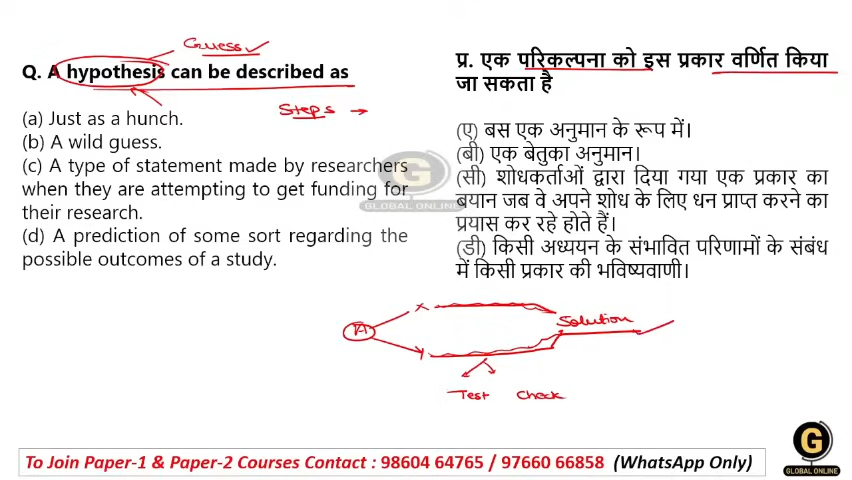 Guess
Q. A hypothesis can be described as
Steps
(a) Just as a hunch.
(b) A wild guess.
(c) A type of statement made by researchers
when they are attempting to get funding for
their research.
(d) A prediction of some sort regarding the
possible outcomes of a study.
प्र. एक परिकल्पना को इस प्रकार वर्णित किया
जा सकता है
(ए) बस एक अनुमान के रूप में।
(बी) एक बेतुका अनुमान।
(सी) शोधकर्ताओं द्वारा दिया गया एक प्रकार का
बयान जब वे अपने शोध के लिए धन प्राप्त करने का
प्रयास कर रहे होते हैं।
(डी) किसी अध्ययन के संभावित परिणामों के संबंध
में किसी प्रकार की भविष्यवाणी।
G
GLOBAL ONLINE
Solution
Test Check
To Join Paper-1 & Paper-2 Courses Contact : 98604 64765 / 97660 66858 (WhatsApp Only)
G
GLOBAL ONLINE